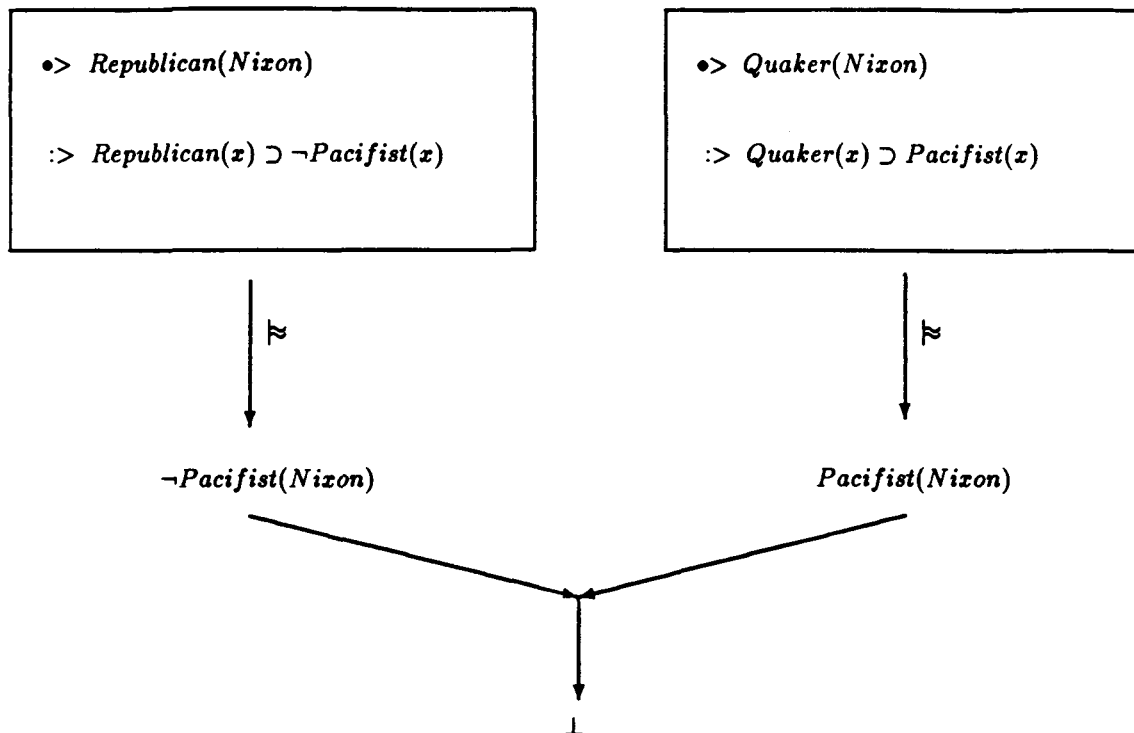 •> Republican(Nixon)
:> Republican(x) ⊃ ¬Pacifist(x)
•> Quaker(Nixon)
:> Quaker(x) ⊃ Pacifist(x)
|≈
|≈
¬Pacifist(Nixon)
Pacifist(Nixon)
⊥